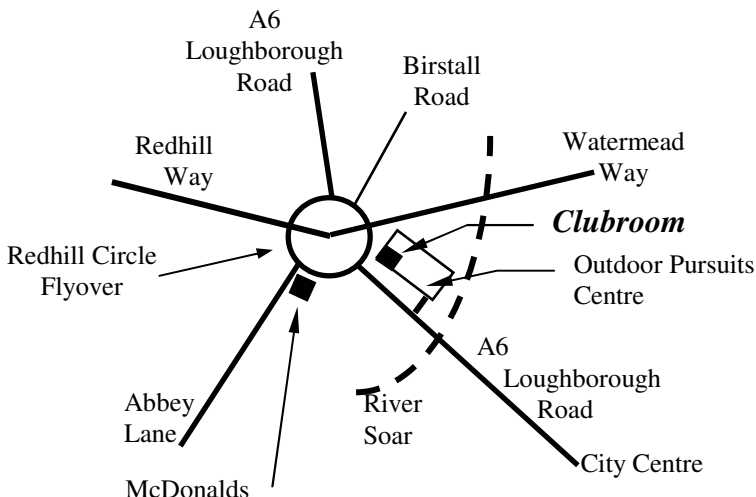 A6
Loughborough
Road
Birstall
Road
Redhill
Way
Watermead
Way
Clubroom
Redhill Circle
Flyover
Outdoor Pursuits
Centre
A6
Loughborough
Road
Abbey
Lane
River
Soar
City Centre
McDonalds